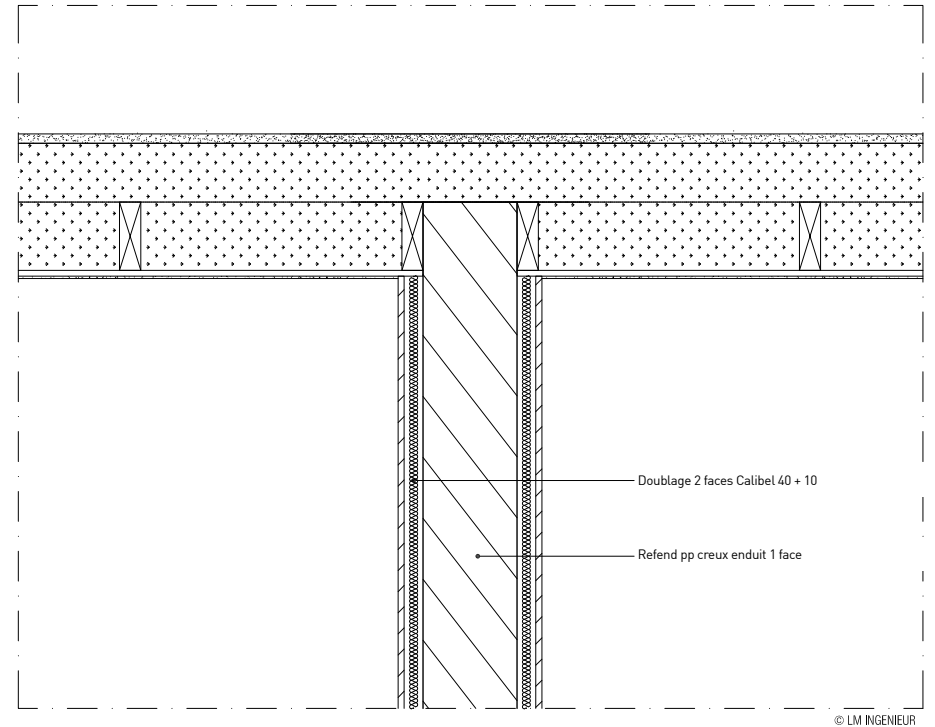 Doublage 2 faces Calibel 40 + 10
Refend pp creux enduit 1 face
© LM INGENIEUR